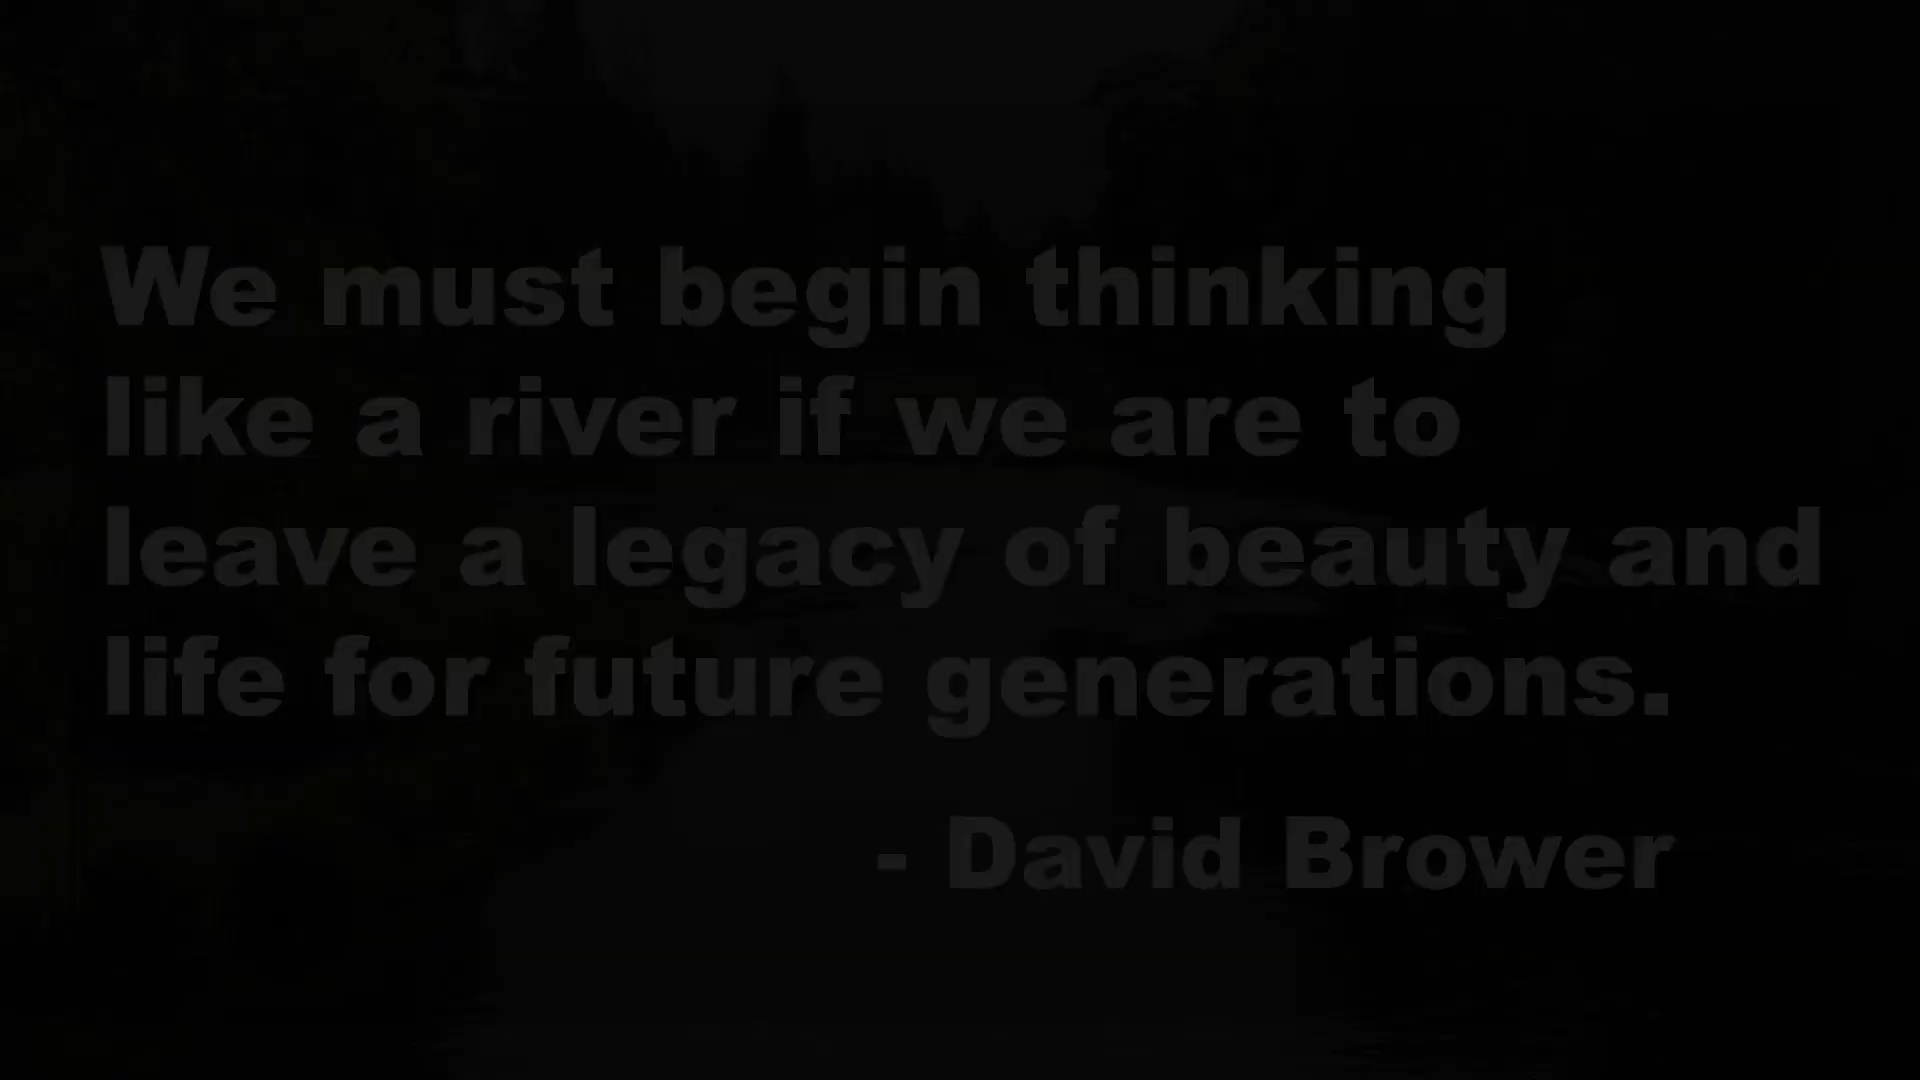 We must begin thinking
like a river if we are to
leave a legacy of beauty and
life for future generations.
- David Brower